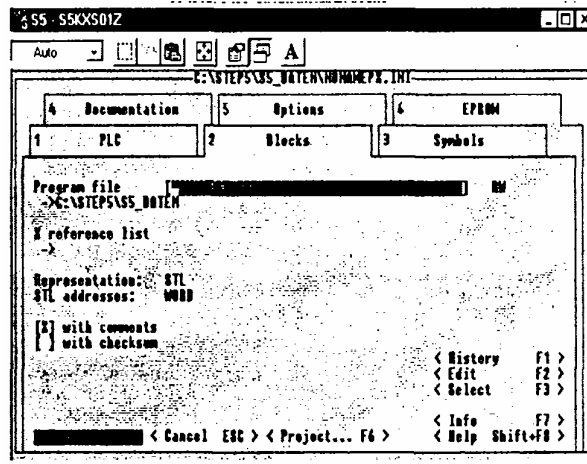 S5 - S5KXS01Z
Auto A
C:\STEP5\S5_DATEN\NONAMEPX.INI
4 Documentation 5 Options 6 EPROM
1 PLC 2 Blocks 3 Symbols
Program file [ ] RW
->C:\STEP5\S5_DATEN
X reference list
->
Representation: STL
STL addresses: WORD
[X] with comments
[ ] with checksum
< History F1 >
< Edit F2 >
< Select F3 >
< Info F7 >
< Cancel ESC > < Project... F6 > < Help Shift+F8 >